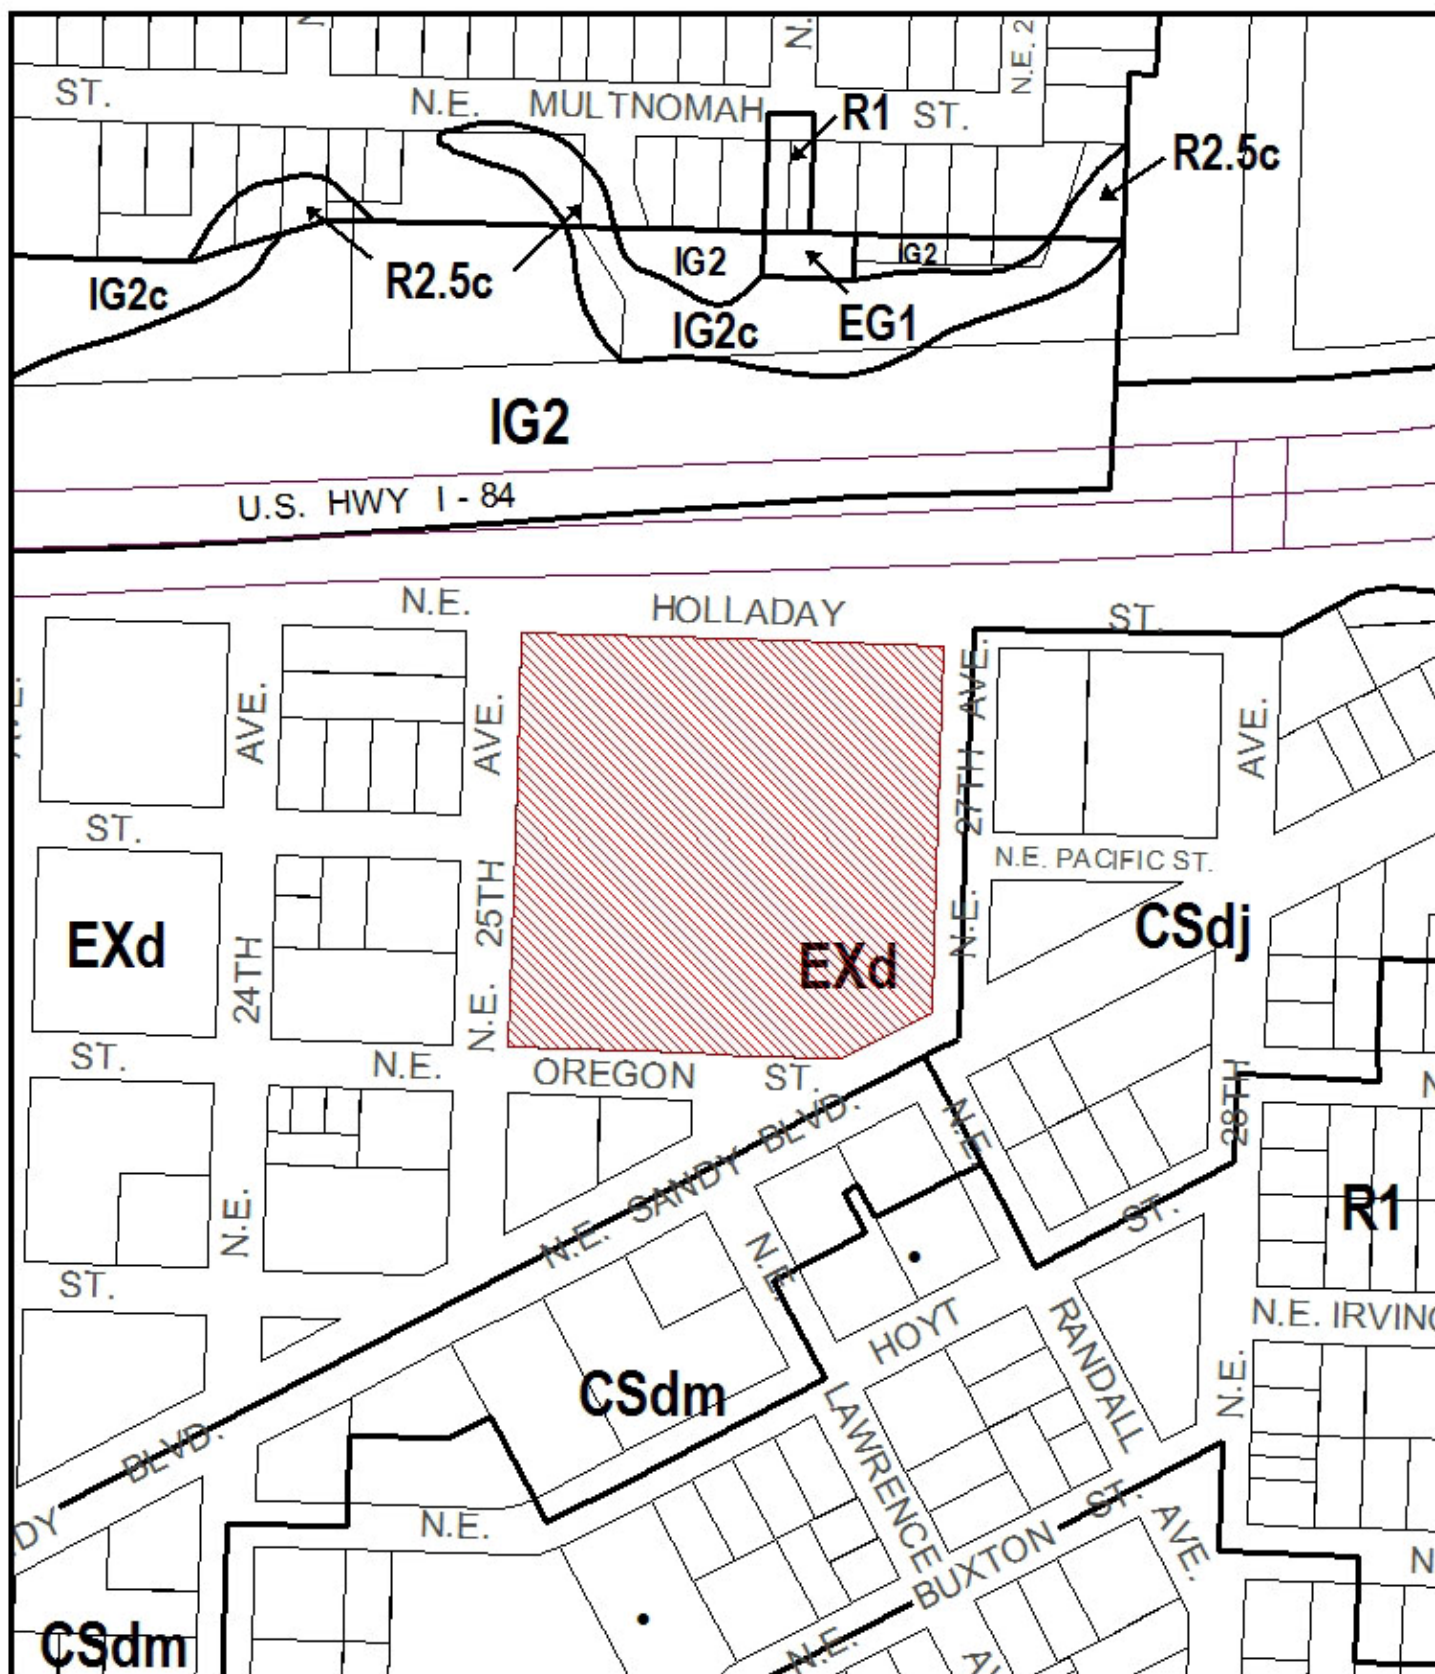 N.E. 2
N.
ST.
N.E. MULTNOMAH ST.
R1
R2.5c
IG2
IG2
IG2c
R2.5c
IG2c
EG1
IG2
U.S. HWY I - 84
N.E. HOLLADAY ST.
AVE.
AVE.
N.E. 27TH AVE.
AVE.
ST.
N.E. PACIFIC ST.
N.E. 25TH
EXd
24TH
EXd
CSdj
ST.
N.E. OREGON ST.
28TH
N.E. SANDY BLVD.
N.E.
N.E.
N.E.
ST.
R1
ST.
HOYT
RANDALL
N.E. IRVING
N.E.
CSdm
LAWRENCE
BLVD.
N.E.
ST.
AVE.
BUXTON
N.E.
CSdm